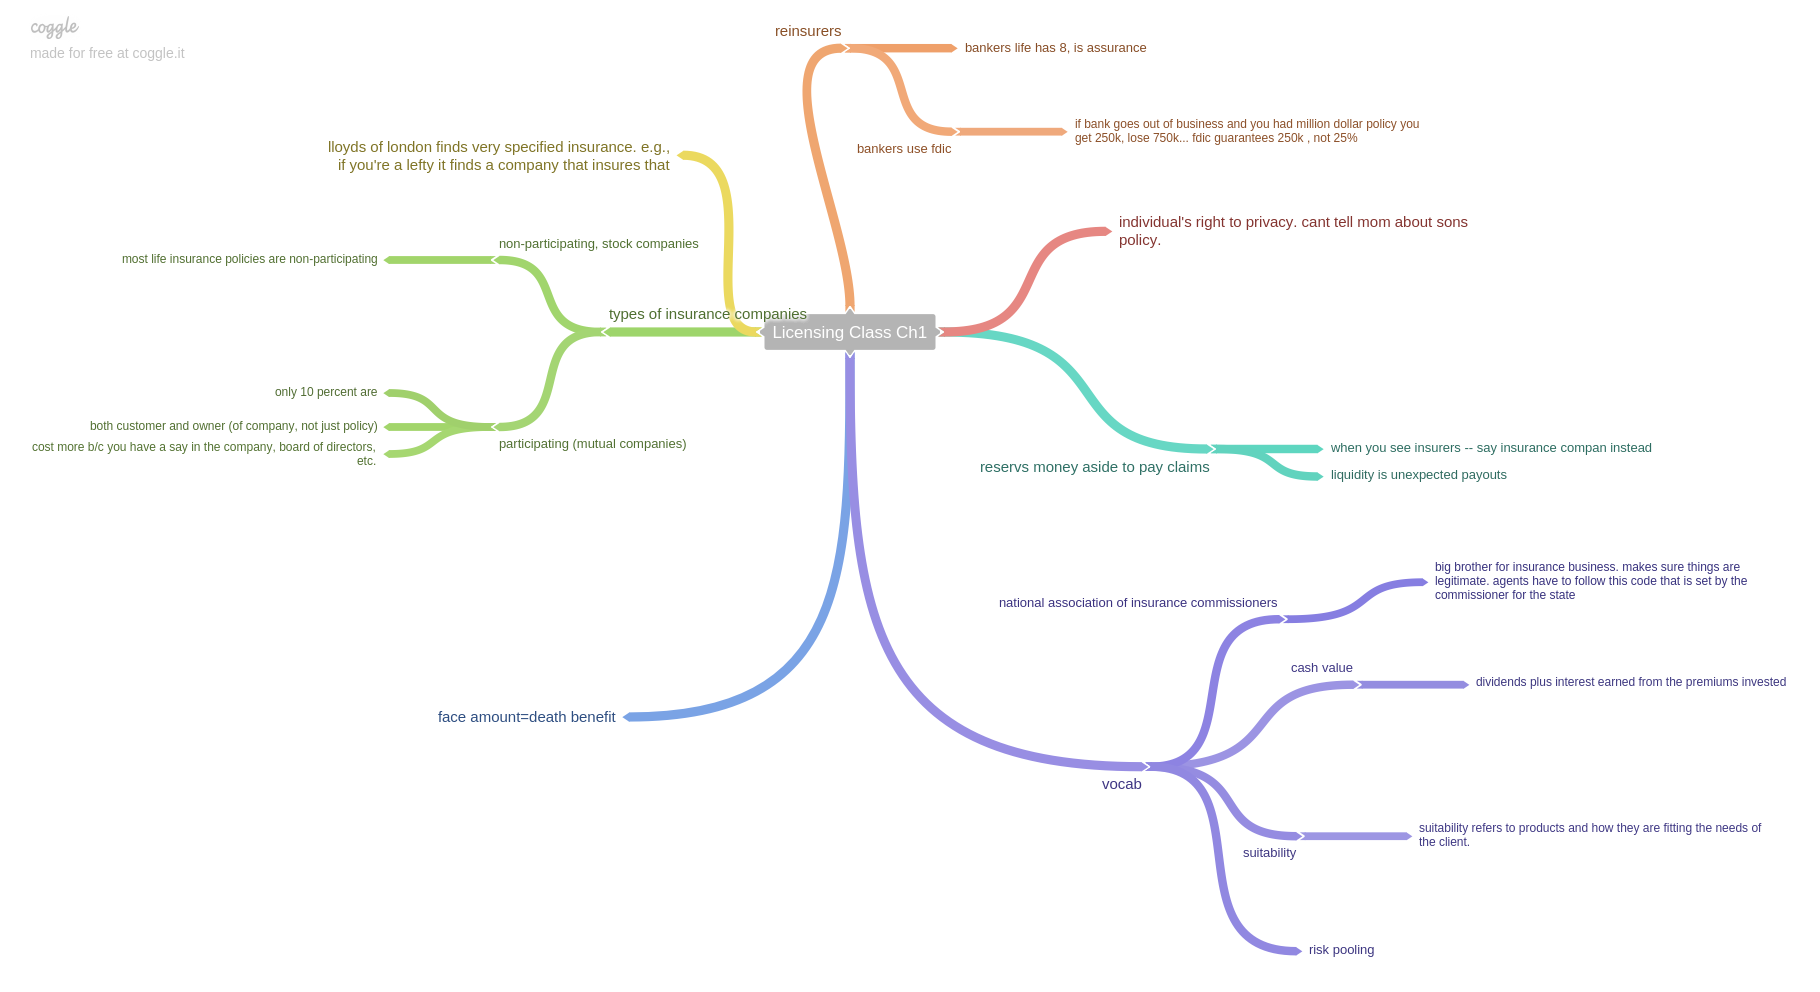 coggle
made for free at coggle.it
reinsurers
bankers life has 8, is assurance
bankers use fdic
if bank goes out of business and you had million dollar policy you
get 250k, lose 750k... fdic guarantees 250k , not 25%
lloyds of london finds very specified insurance. e.g.,
if you're a lefty it finds a company that insures that
individual's right to privacy. cant tell mom about sons
policy.
non-participating, stock companies
most life insurance policies are non-participating
types of insurance companies
Licensing Class Ch1
only 10 percent are
both customer and owner (of company, not just policy)
cost more b/c you have a say in the company, board of directors,
etc.
participating (mutual companies)
reservs money aside to pay claims
when you see insurers -- say insurance compan instead
liquidity is unexpected payouts
national association of insurance commissioners
big brother for insurance business. makes sure things are
legitimate. agents have to follow this code that is set by the
commissioner for the state
cash value
dividends plus interest earned from the premiums invested
face amount=death benefit
vocab
suitability
suitability refers to products and how they are fitting the needs of
the client.
risk pooling